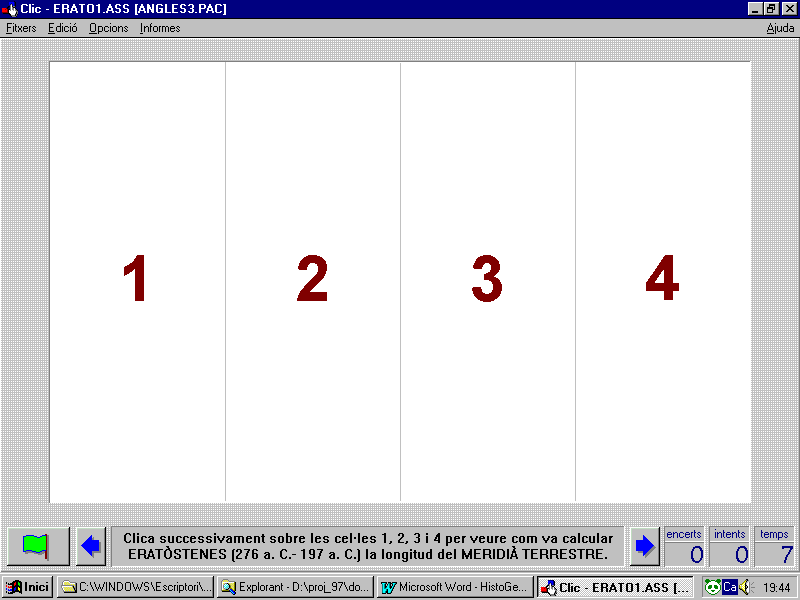 Clic - ERATO1.ASS [ANGLES3.PAC]
Fitxers Edició Opcions Informes Ajuda
1 2 3 4
Clica successivament sobre les cel·les 1, 2, 3 i 4 per veure com va calcular
ERATÒSTENES (276 a. C.- 197 a. C.) la longitud del MERIDIÀ TERRESTRE.
encerts intents temps
0 0 7
Inici C:\WINDOWS\Escriptori\... Explorant - D:\proj_97\do... Microsoft Word - HistoGe... Clic - ERATO1.ASS [... Ca 19:44